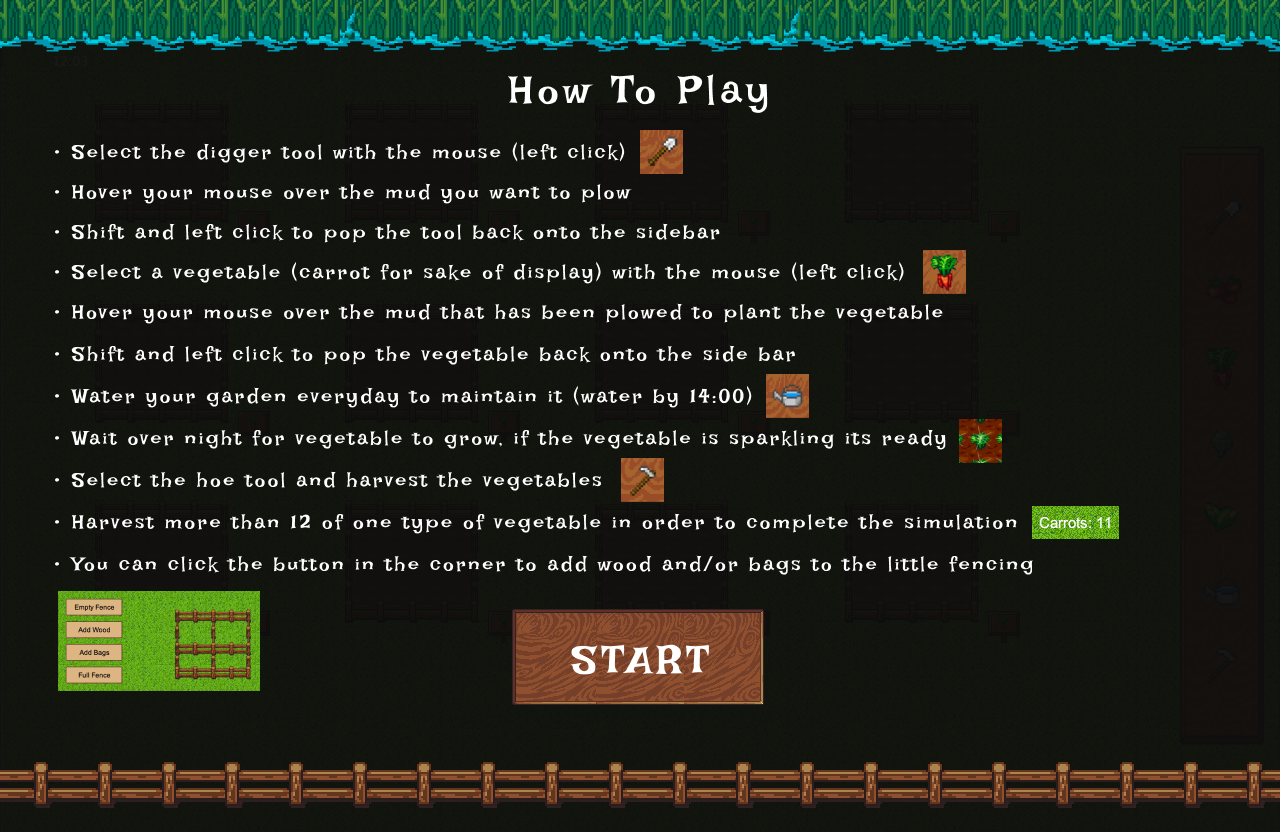 12:03
How To Play
· Select the digger tool with the mouse (left click)
· Hover your mouse over the mud you want to plow
· Shift and left click to pop the tool back onto the sidebar
· Select a vegetable (carrot for sake of display) with the mouse (left click)
· Hover your mouse over the mud that has been plowed to plant the vegetable
· Shift and left click to pop the vegetable back onto the side bar
· Water your garden everyday to maintain it (water by 14:00)
· Wait over night for vegetable to grow, if the vegetable is sparkling its ready
· Select the hoe tool and harvest the vegetables
· Harvest more than 12 of one type of vegetable in order to complete the simulation
Carrots: 11
· You can click the button in the corner to add wood and/or bags to the little fencing
Empty Fence
Add Wood
Add Bags
Full Fence
START